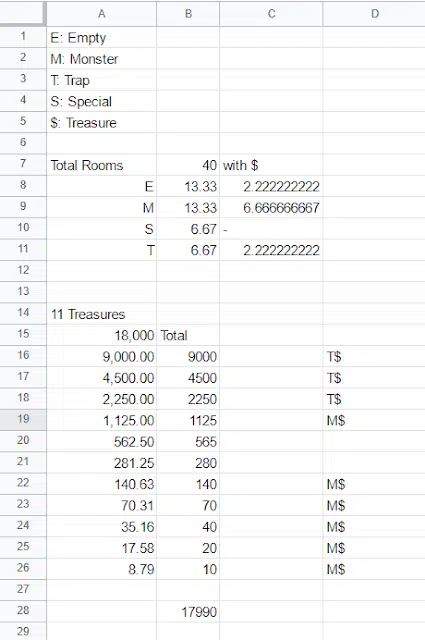 A B C D
1 E: Empty
2 M: Monster
3 T: Trap
4 S: Special
5 $: Treasure
6
7 Total Rooms 40 with $
8 E 13.33 2.222222222
9 M 13.33 6.666666667
10 S 6.67 -
11 T 6.67 2.222222222
12
13
14 11 Treasures
15 18,000 Total
16 9,000.00 9000 T$
17 4,500.00 4500 T$
18 2,250.00 2250 T$
19 1,125.00 1125 M$
20 562.50 565
21 281.25 280
22 140.63 140 M$
23 70.31 70 M$
24 35.16 40 M$
25 17.58 20 M$
26 8.79 10 M$
27
28 17990
29